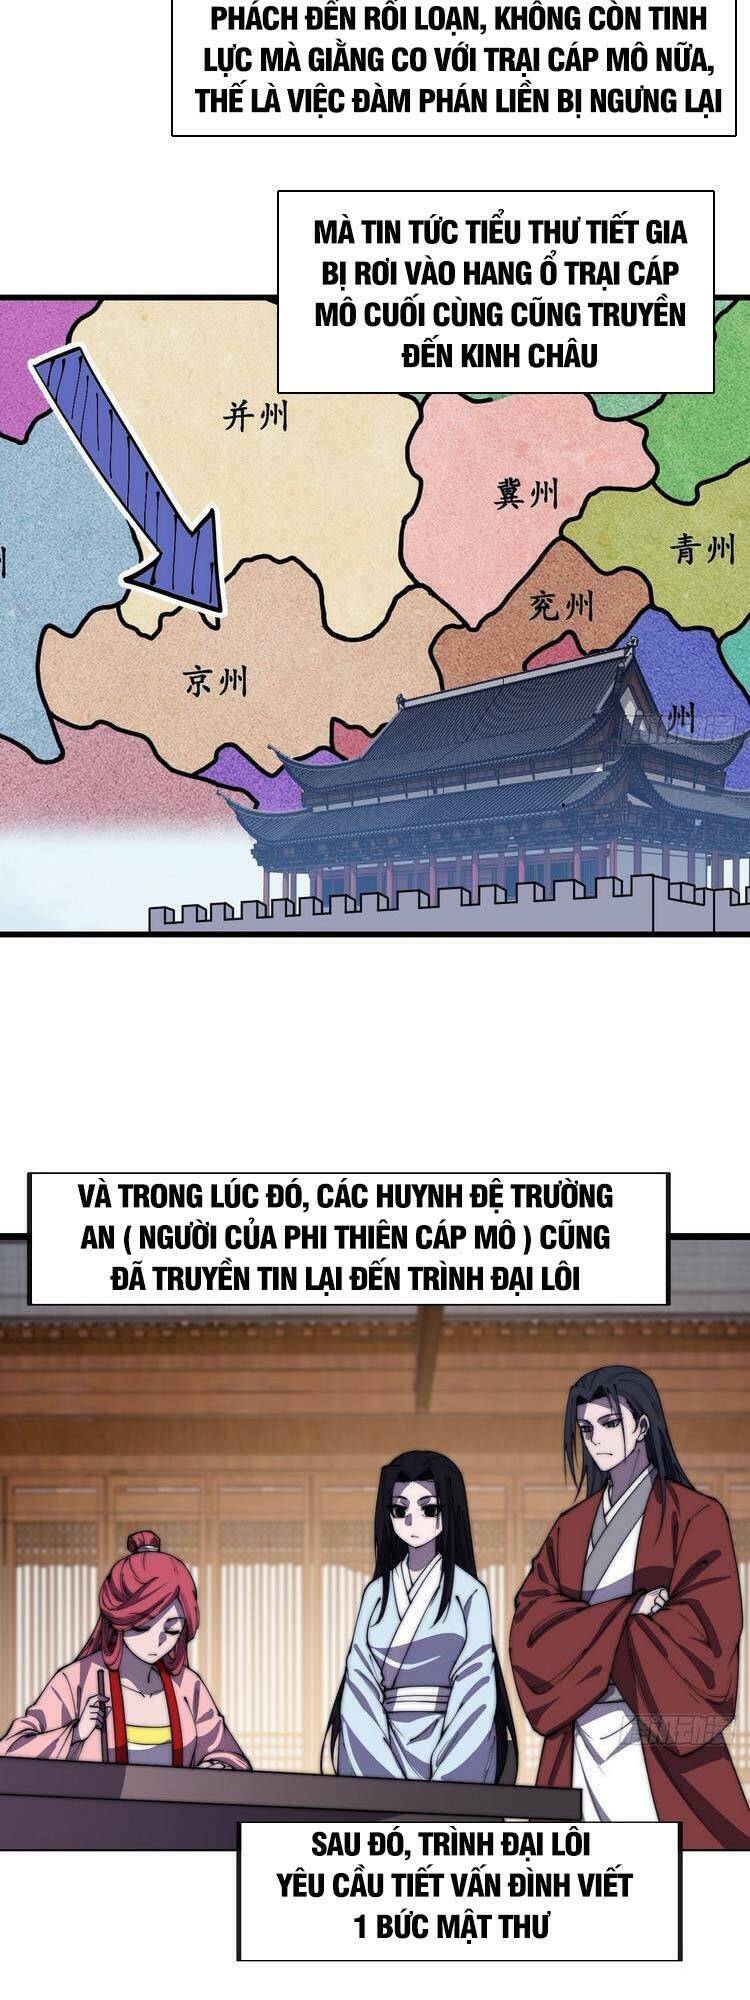 PHÁCH ĐẾN RỐI LOẠN, KHÔNG CÒN TINH
LỰC MÀ GIẰNG CO VỚI TRẠI CÁP MÔ NỮA,
THẾ LÀ VIỆC ĐÀM PHÁN LIỀN BỊ NGƯNG LẠI
MÀ TIN TỨC TIỂU THƯ TIẾT GIA
BỊ RƠI VÀO HANG Ổ TRẠI CÁP
MÔ CUỐI CÙNG CŨNG TRUYỀN
ĐẾN KINH CHÂU
并州
冀州
青州
兖州
京州
州
VÀ TRONG LÚC ĐÓ, CÁC HUYNH ĐỆ TRƯỜNG
AN ( NGƯỜI CỦA PHI THIÊN CÁP MÔ ) CŨNG
ĐÃ TRUYỀN TIN LẠI ĐẾN TRÌNH ĐẠI LÔI
SAU ĐÓ, TRÌNH ĐẠI LÔI
YÊU CẦU TIẾT VẤN ĐÌNH VIẾT
1 BỨC MẬT THƯ